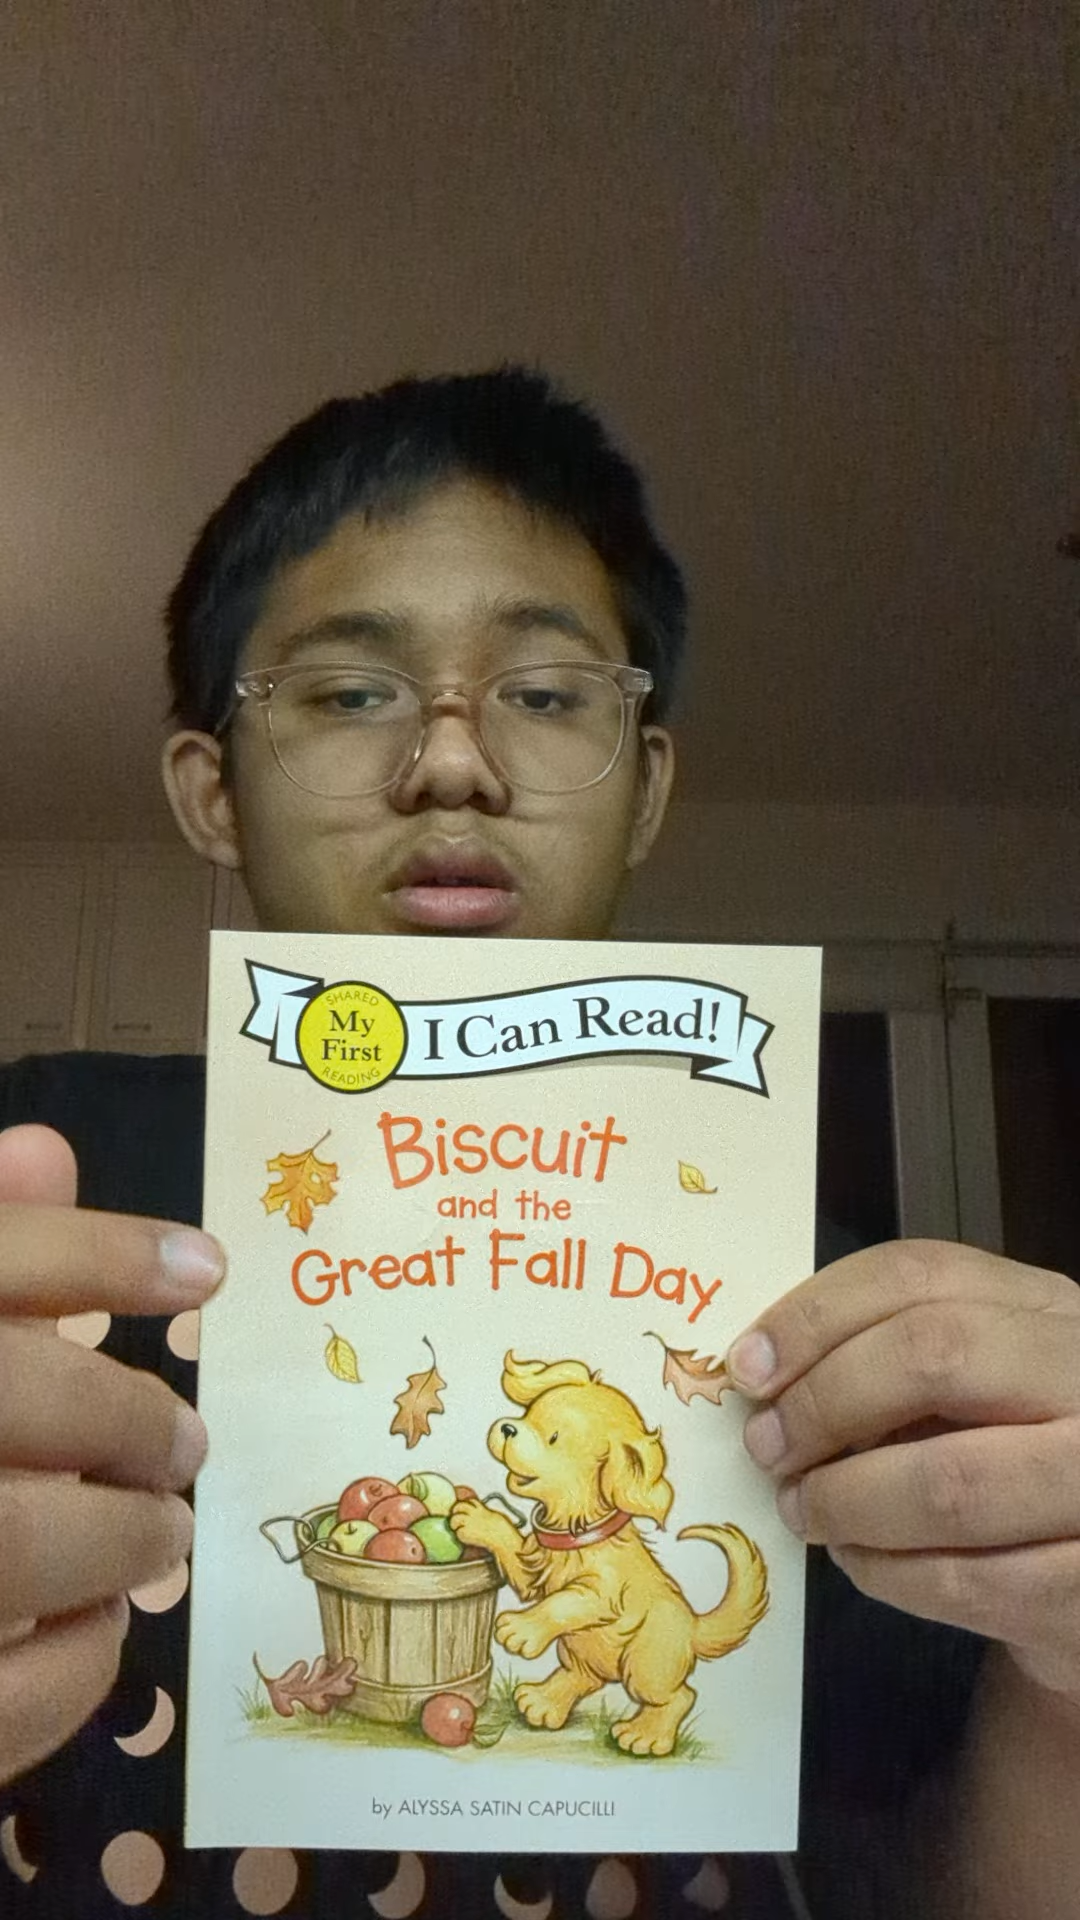 SHARED
My
First
READING
I Can Read!
Biscuit
and the
Great Fall Day
by ALYSSA SATIN CAPUCILLI